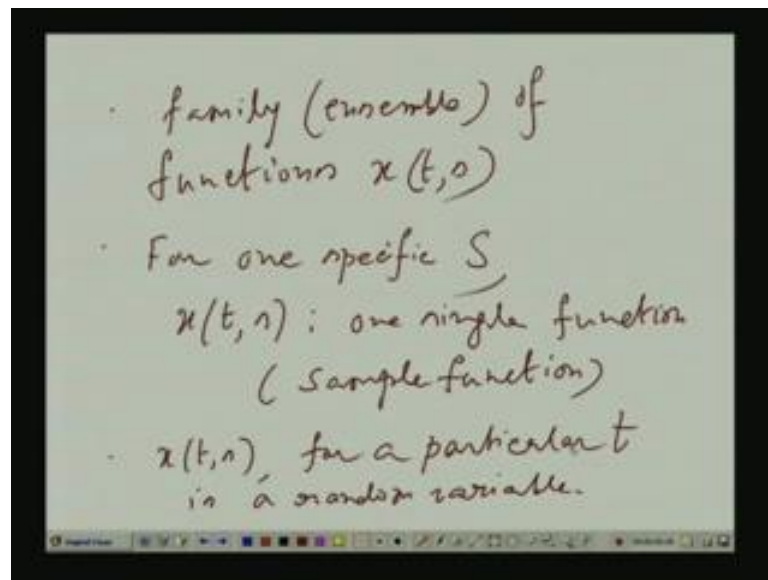 · family (ensemble) of
functions x(t,s)
· For one specific S,
x(t,s) : one single function
( Sample function)
· x(t,s), for a particular t
is a random variable.